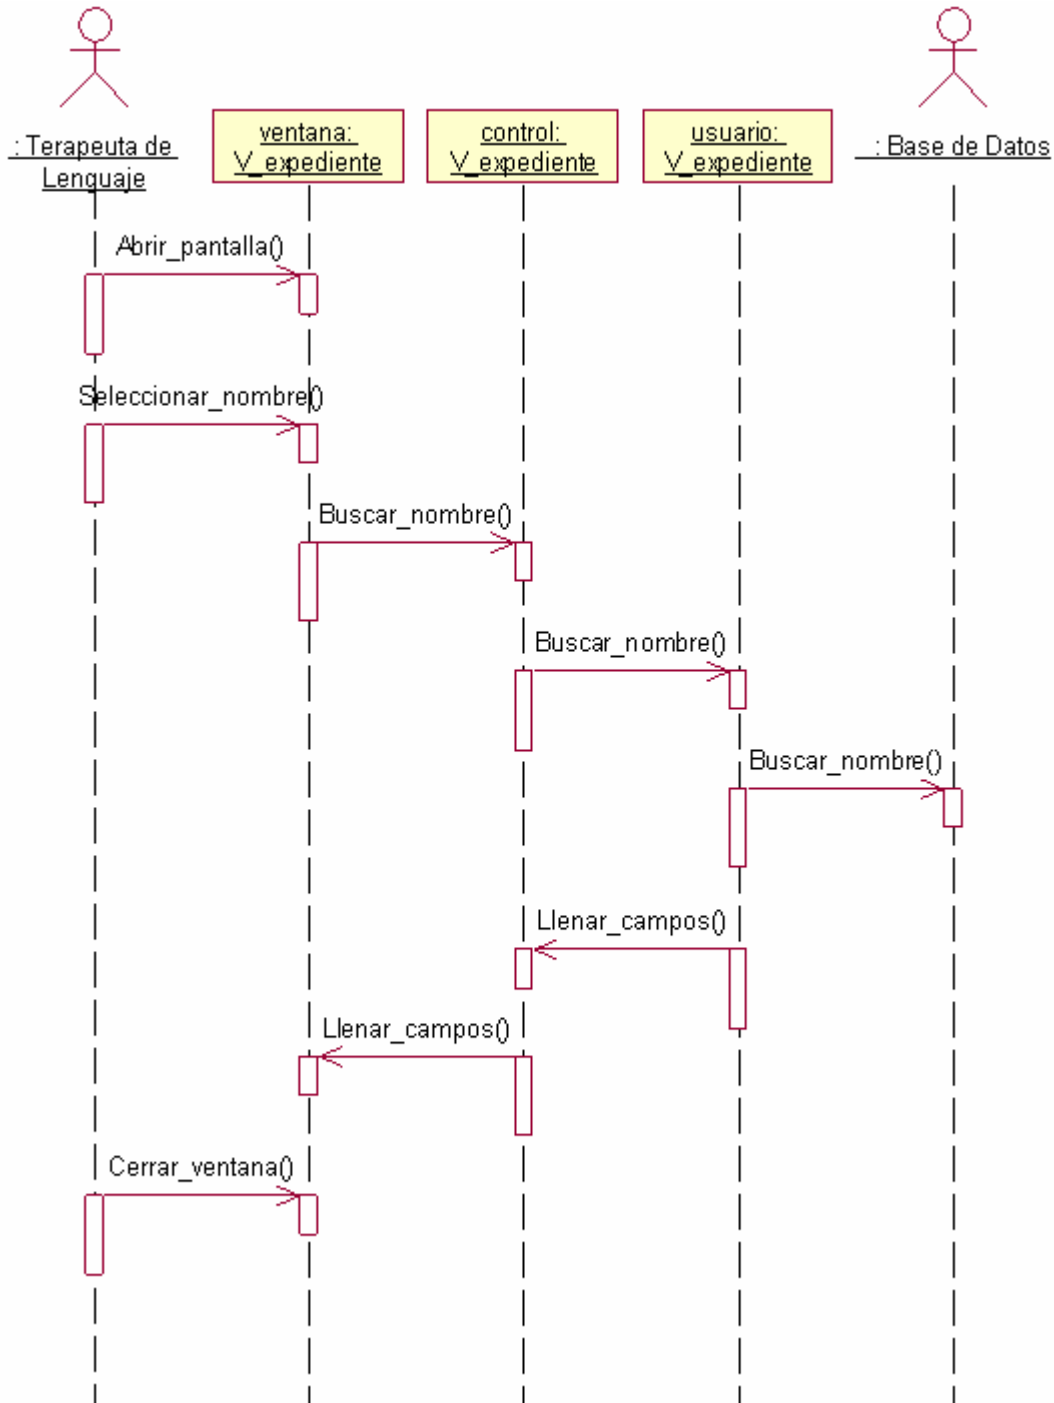 : Terapeuta de
Lenguaje
ventana:
V_expediente
control:
V_expediente
usuario:
V_expediente
: Base de Datos
Abrir_pantalla()
Seleccionar_nombre()
Buscar_nombre()
Buscar_nombre()
Buscar_nombre()
Llenar_campos()
Llenar_campos()
Cerrar_ventana()